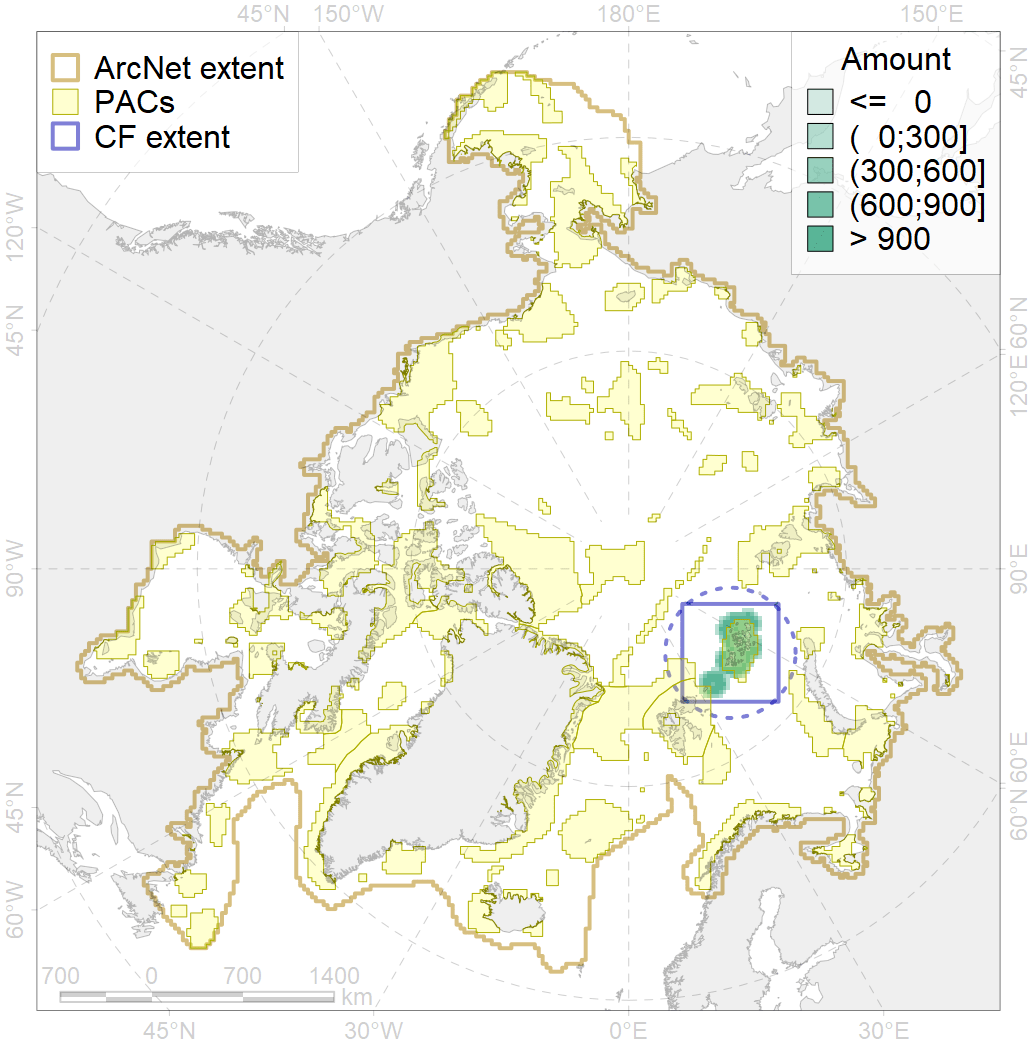 45°N 150°W 180°E 150°E
ArcNet extent
PACs
CF extent
Amount
<= 0
( 0;300]
(300;600]
(600;900]
> 900
45°N
120°W
45°N
90°W
45°N
60°W
60°N
120°E
90°E
60°E
60°N
700 0 700 1400
km
45°N 30°W 0°E 30°E